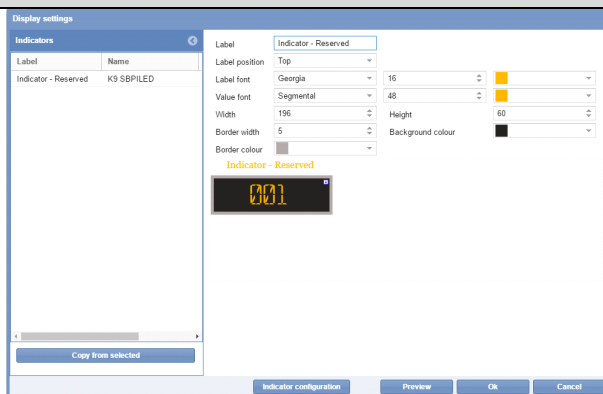 Display settings
Indicators
Label Name
Indicator - Reserved K9 SBPILED
Copy from selected
Label Indicator - Reserved
Label position Top
Label font Georgia 16
Value font Segmental 48
Width 196 Height 60
Border width 5 Background colour
Border colour
Indicator - Reserved
001
Indicator configuration Preview Ok Cancel